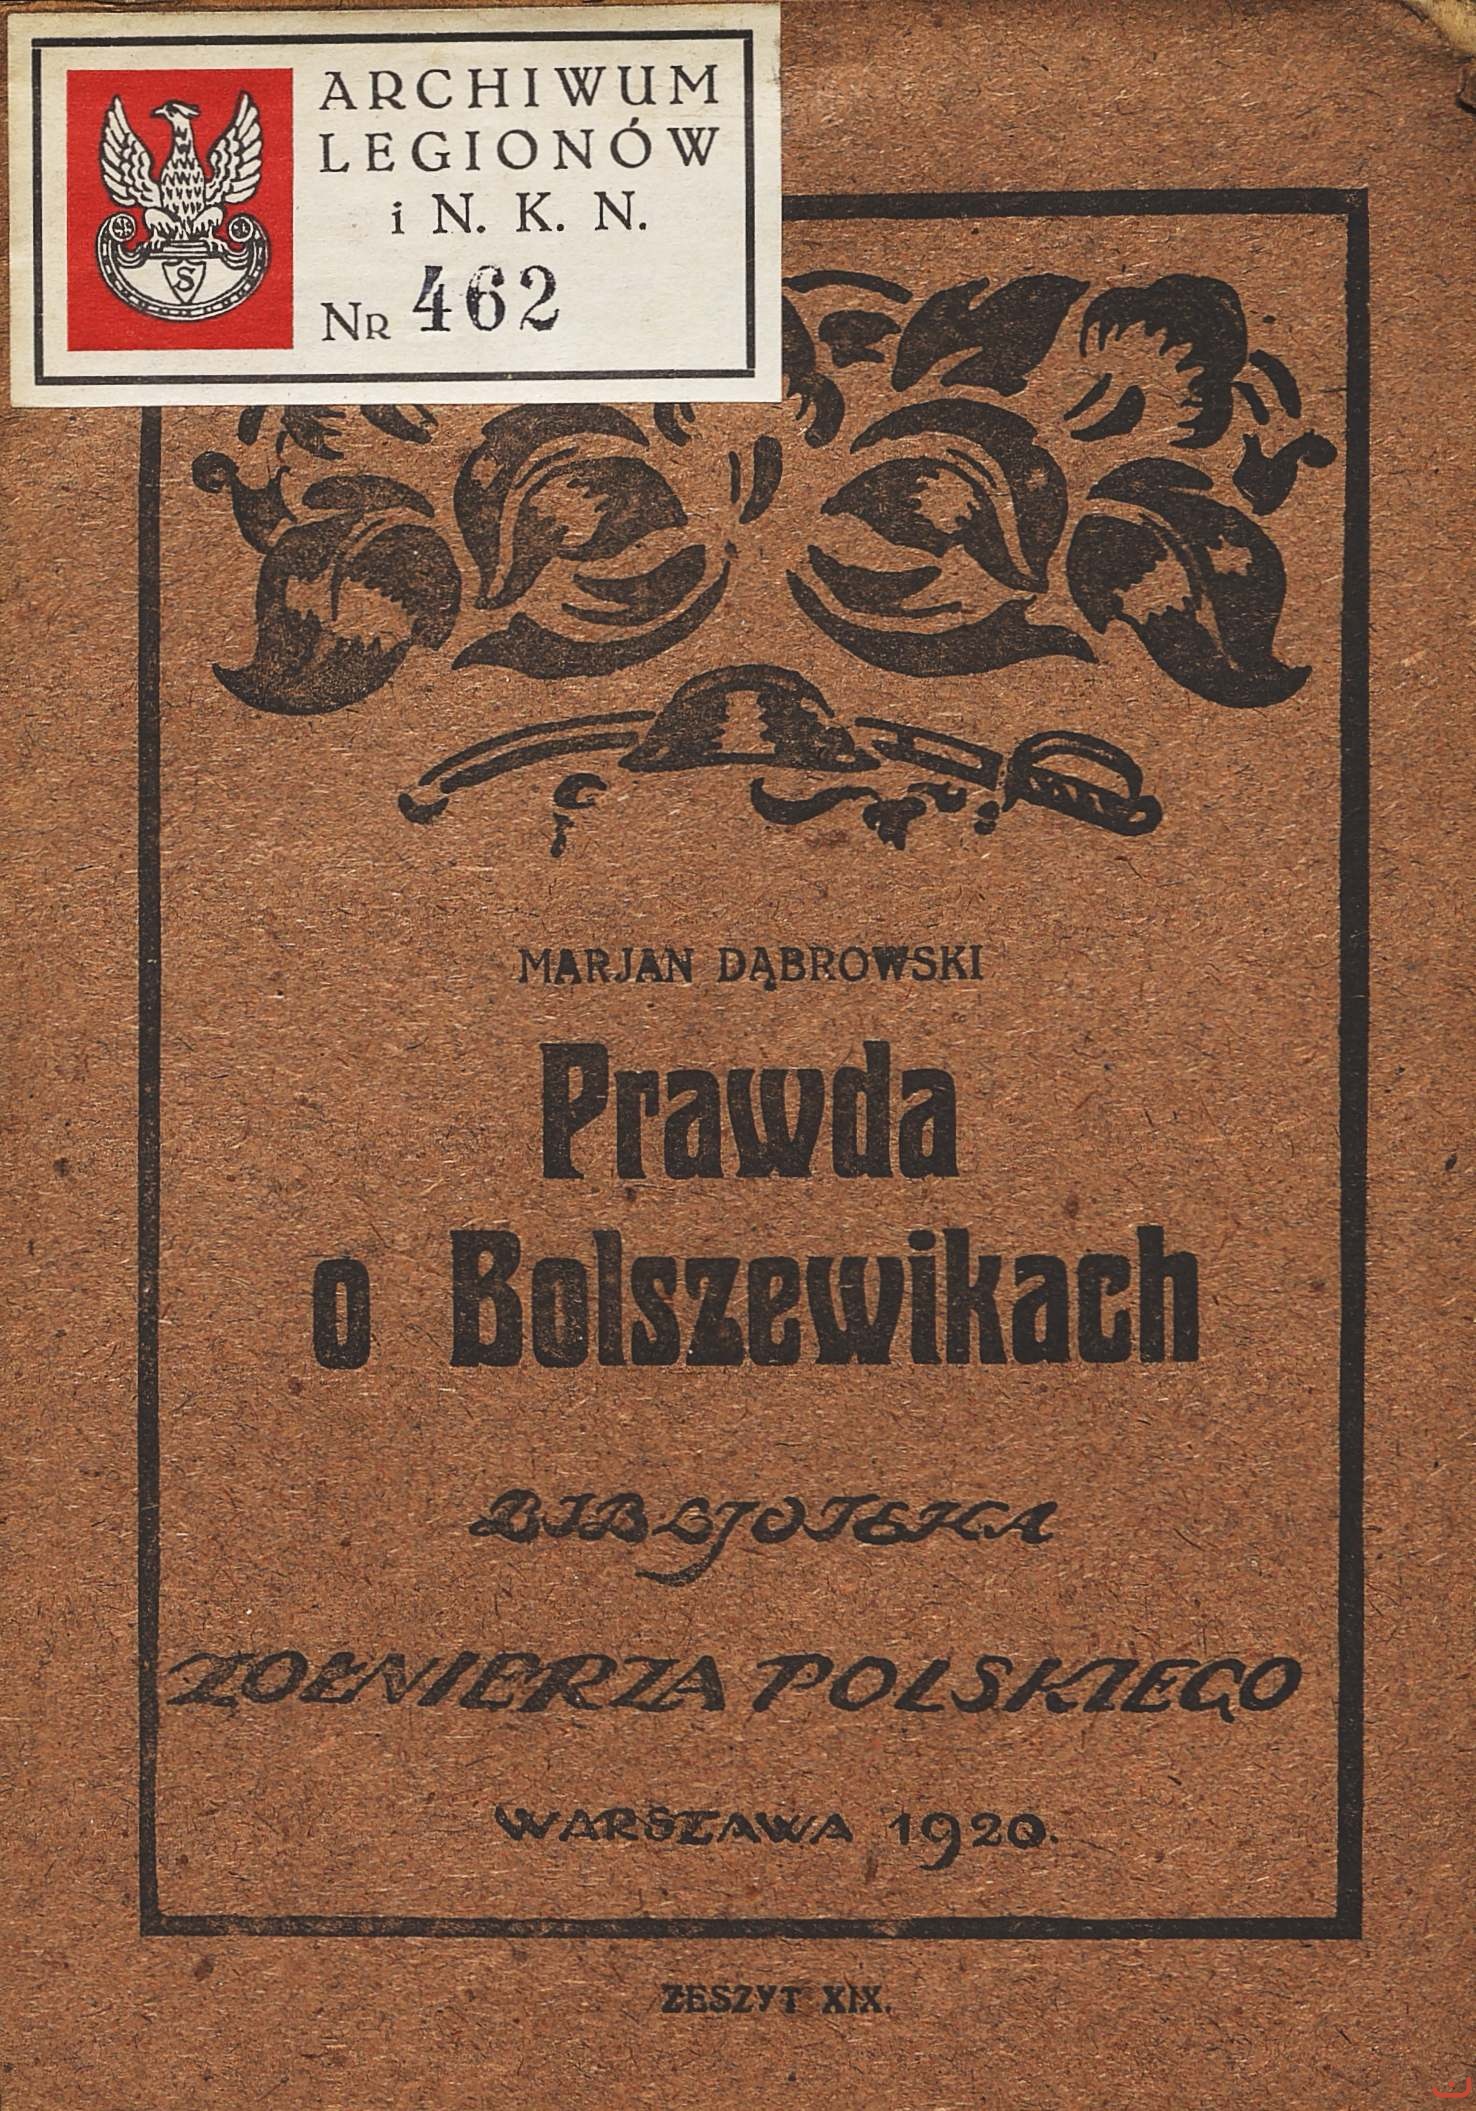 ARCHIWUM
LEGIONÓW
i N. K. N.
NR 462
S
MARJAN DĄBROWSKI
Prawda
o Bolszewikach
BIBLJOTEKA
ŻOŁNIERZA POLSKIEGO
WARSZAWA 1920.
ZESZYT XIX.